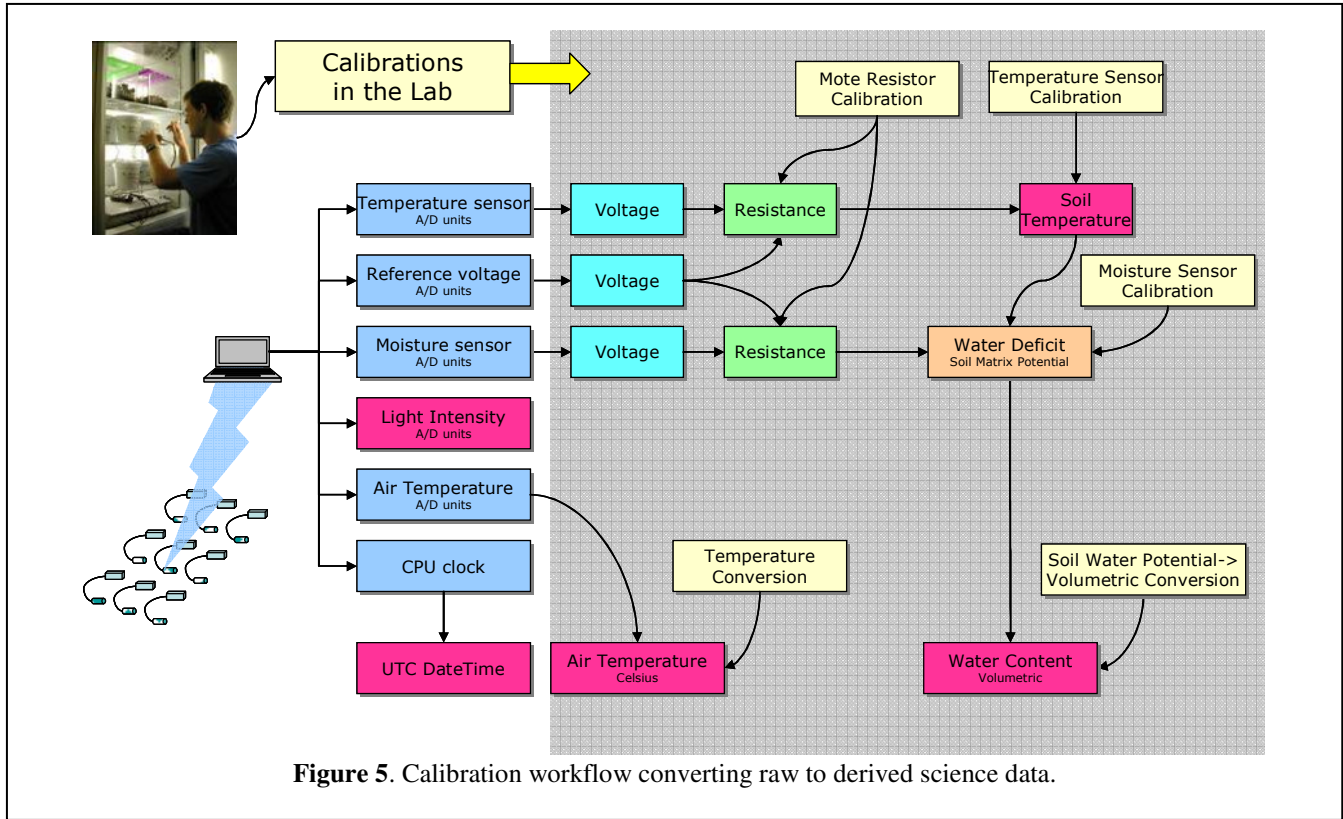 Calibrations
in the Lab
Mote Resistor
Calibration
Temperature Sensor
Calibration
Temperature sensor
A/D units
Voltage
Resistance
Soil
Temperature
Reference voltage
A/D units
Voltage
Moisture Sensor
Calibration
Moisture sensor
A/D units
Voltage
Resistance
Water Deficit
Soil Matrix Potential
Light Intensity
A/D units
Air Temperature
A/D units
CPU clock
Temperature
Conversion
Soil Water Potential->
Volumetric Conversion
UTC DateTime
Air Temperature
Celsius
Water Content
Volumetric
Figure 5. Calibration workflow converting raw to derived science data.